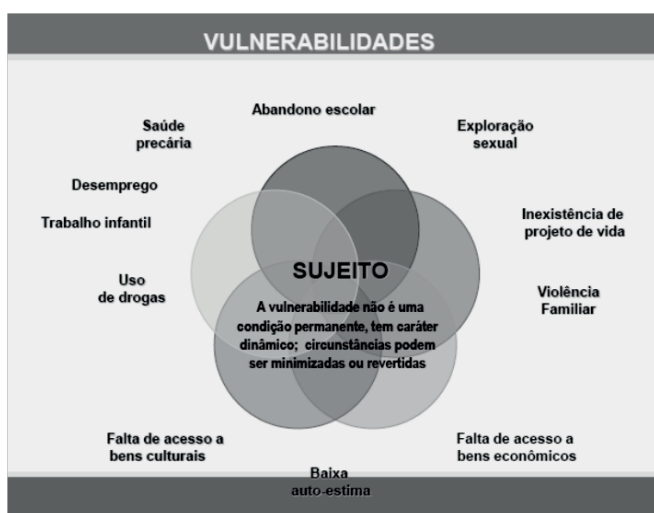 VULNERABILIDADES
Abandono escolar
Saúde
precária
Exploração
sexual
Desemprego
Trabalho infantil
Inexistência de
projeto de vida
Uso
de drogas
Violência
Familiar
SUJEITO
A vulnerabilidade não é uma
condição permanente, tem caráter
dinâmico; circunstâncias podem
ser minimizadas ou revertidas
Falta de acesso a
bens culturais
Falta de acesso a
bens econômicos
Baixa
auto-estima